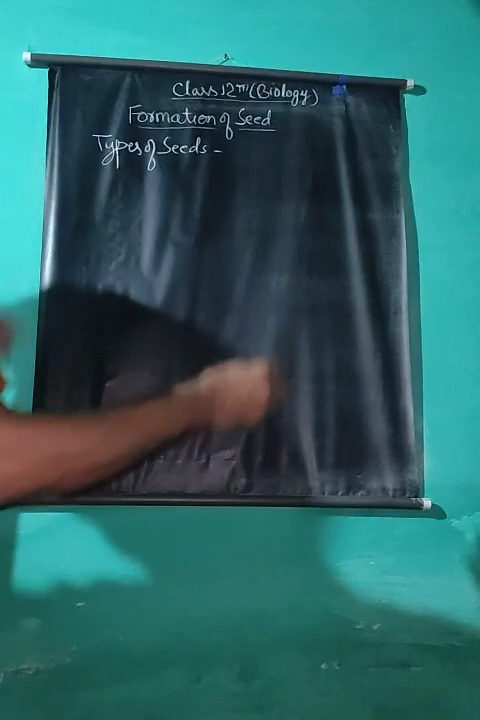 Class 12th (Biology)
Formation of Seed
Types of Seeds -